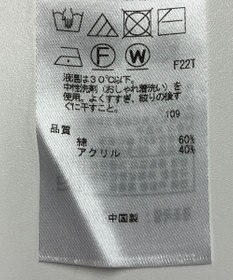 F
W
F22T
液温は30℃以下。
中性洗剤(おしゃれ着洗い)を
使用。よくすすぎ、絞りの後す
ぐに干すこと。
109
品質
綿 60%
アクリル 40%
中国製